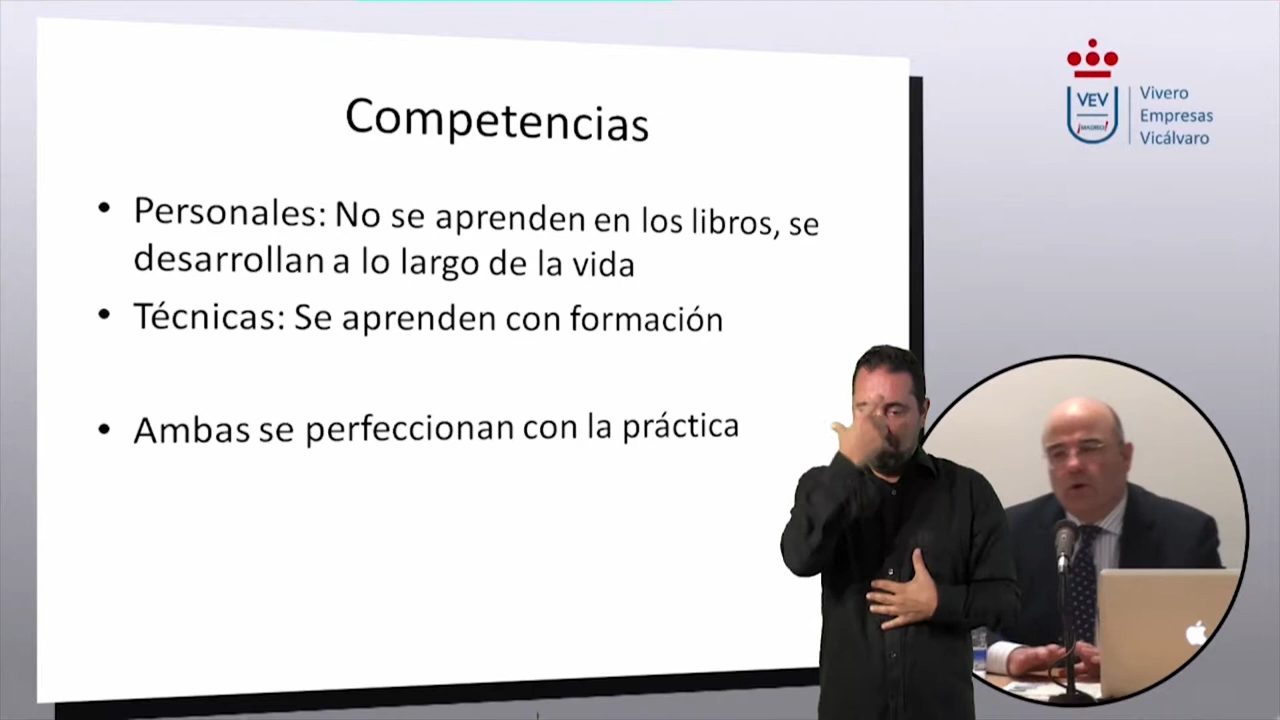 Competencias
• Personales: No se aprenden en los libros, se
desarrollan a lo largo de la vida
• Técnicas: Se aprenden con formación
• Ambas se perfeccionan con la práctica
VEV
¡MADRID!
Vivero
Empresas
Vicálvaro